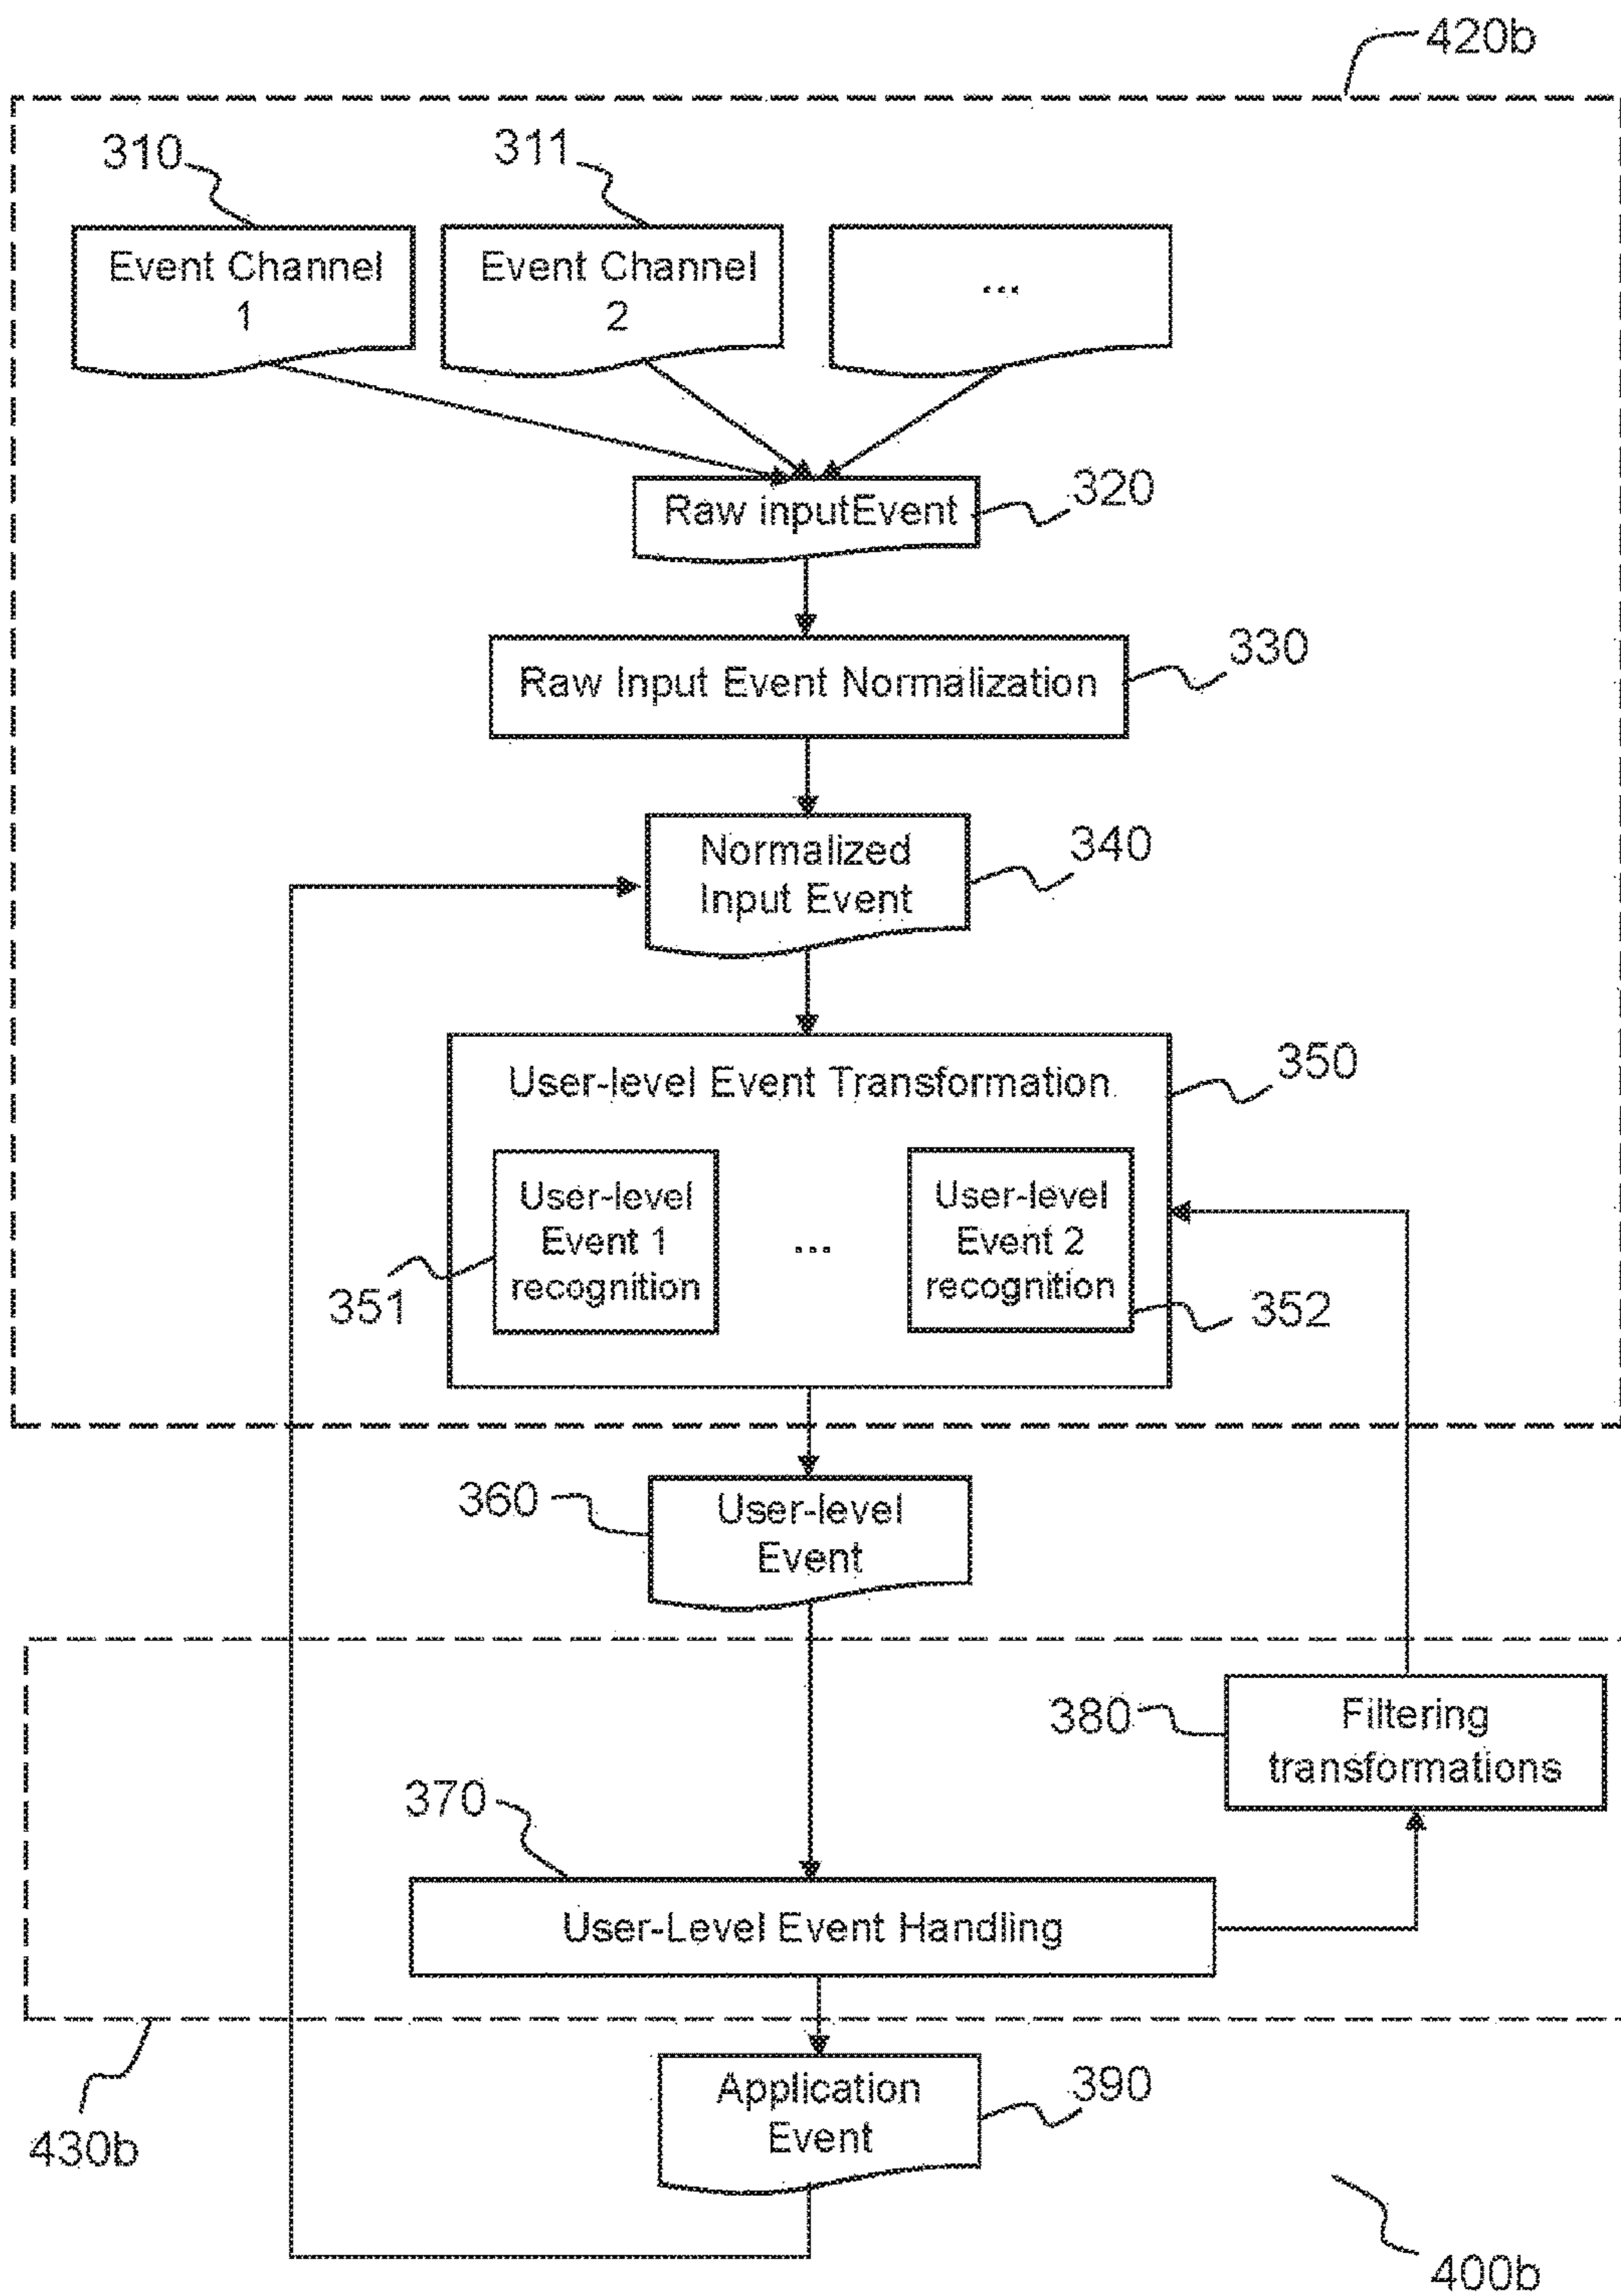 420b
310
311
Event Channel
1
Event Channel
2
...
Raw inputEvent
320
Raw Input Event Normalization
330
Normalized
Input Event
340
User-level Event Transformation
350
User-level
Event 1
recognition
...
User-level
Event 2
recognition
351
352
360
User-level
Event
380
Filtering
transformations
370
User-Level Event Handling
Application
Event
390
430b
400b